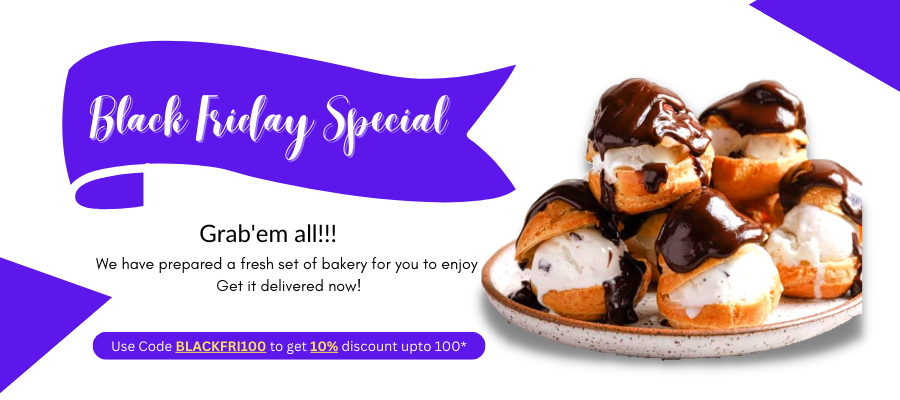 Black Friday Special
Grab'em all!!!
We have prepared a fresh set of bakery for you to enjoy
Get it delivered now!
Use Code BLACKFRI100 to get 10% discount upto 100*